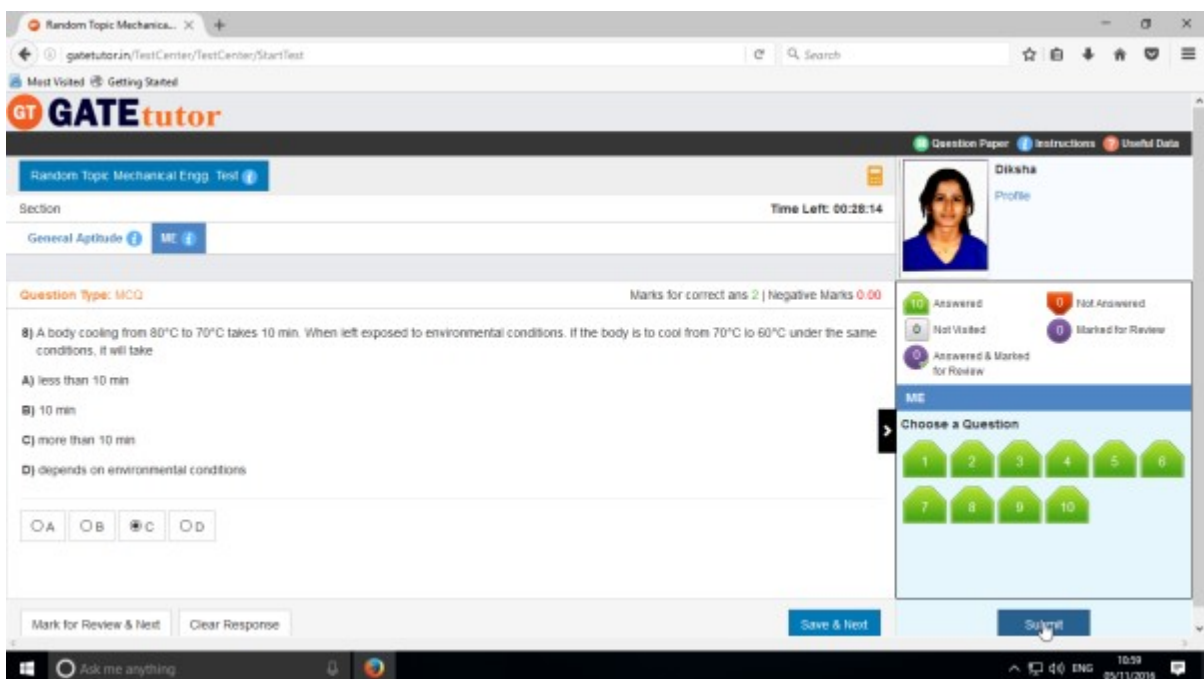 Random Topic Mechanica...
gatetutor.in/TestCenter/TestCenter/StartTest
Search
Most Visited Getting Started
GT GATEtutor
Question Paper Instructions Useful Data
Random Topic Mechanical Engg. Test
Diksha
Profile
Section
Time Left: 00:28:14
General Aptitude ME
Question Type: MCQ
Marks for correct ans 2 | Negative Marks 0.00
8) A body cooling from 80°C to 70°C takes 10 min. When left exposed to environmental conditions. If the body is to cool from 70°C to 60°C under the same
conditions, it will take
A) less than 10 min
B) 10 min
C) more than 10 min
D) depends on environmental conditions
A B C D
10 Answered
0 Not Answered
0 Not Visited
0 Marked for Review
0 Answered & Marked
for Review
ME
Choose a Question
1 2 3 4 5 6
7 8 9 10
Mark for Review & Next
Clear Response
Save & Next
Submit
Ask me anything
ENG
10:59
05/11/2016